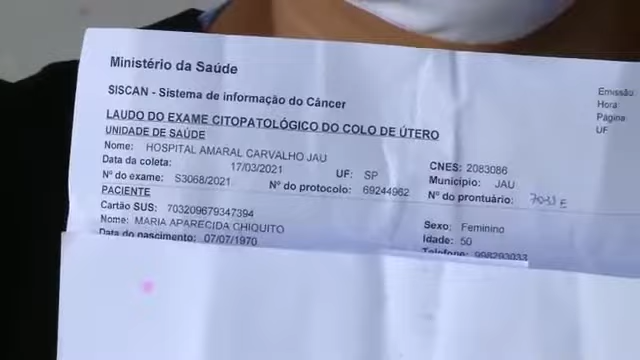 Ministério da Saúde
SISCAN - Sistema de informação do Câncer
Emissão
Hora:
Página:
UF
LAUDO DO EXAME CITOPATOLÓGICO DO COLO DE ÚTERO
UNIDADE DE SAÚDE
Nome: HOSPITAL AMARAL CARVALHO JAU CNES: 2083086
Data da coleta: 17/03/2021 UF: SP Município: JAU
Nº do exame: S3068/2021 Nº do protocolo: 69244962 Nº do prontuário:
PACIENTE
Cartão SUS: 703209679347394 Sexo: Feminino
Nome: MARIA APARECIDA CHIQUITO Idade: 50
Data do nascimento: 07/07/1970 Telefone: 998293033